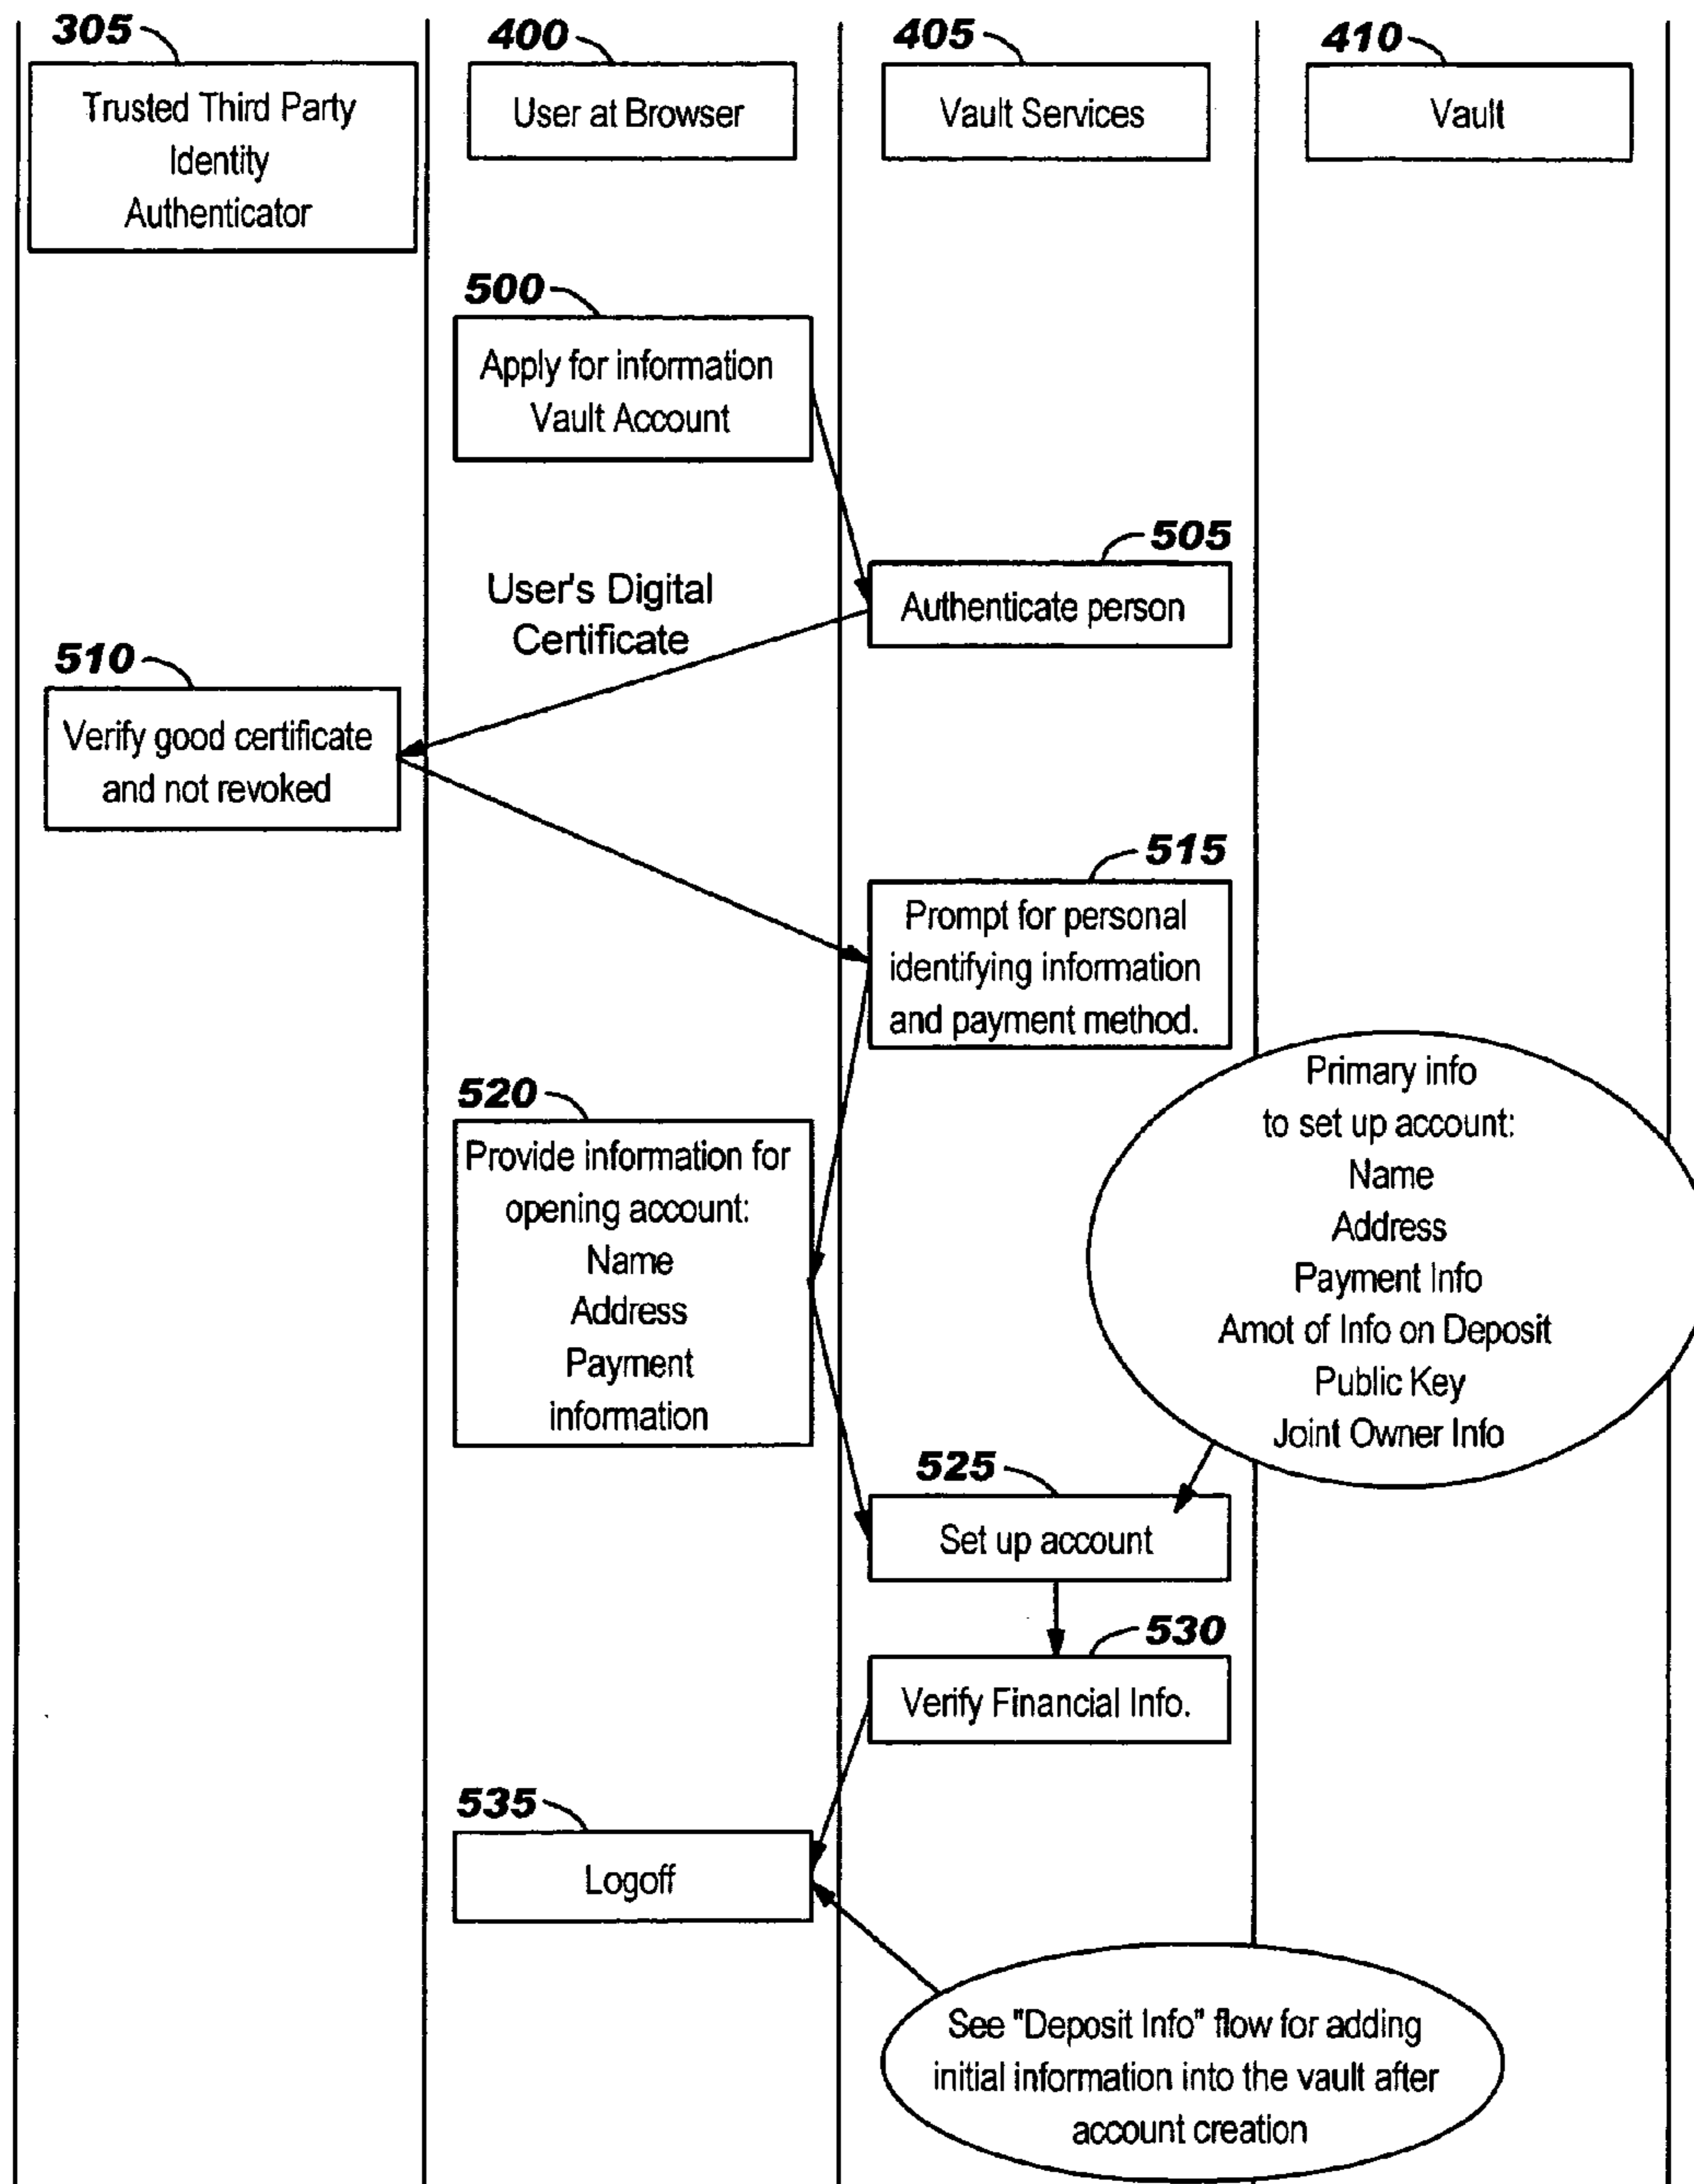 305
400
405
410
Trusted Third Party
Identity
Authenticator
User at Browser
Vault Services
Vault
500
Apply for information
Vault Account
505
Authenticate person
User's Digital
Certificate
510
Verify good certificate
and not revoked
515
Prompt for personal
identifying information
and payment method.
520
Provide information for
opening account:
Name
Address
Payment
information
Primary info
to set up account:
Name
Address
Payment Info
Amot of Info on Deposit
Public Key
Joint Owner Info
525
Set up account
530
Verify Financial Info.
535
Logoff
See "Deposit Info" flow for adding
initial information into the vault after
account creation